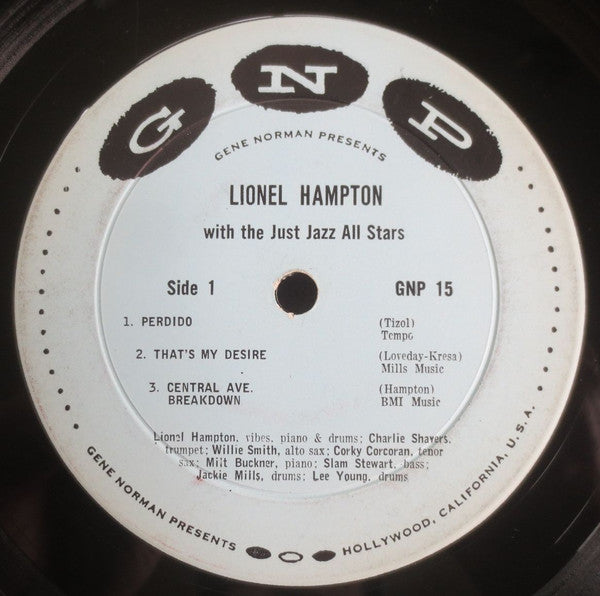 G N P
GENE NORMAN PRESENTS
LIONEL HAMPTON
with the Just Jazz All Stars
Side 1 GNP 15
1. PERDIDO (Tizol)
Tempo
2. THAT'S MY DESIRE (Loveday-Kresa)
Mills Music
3. CENTRAL AVE. (Hampton)
BREAKDOWN BMI Music
Lionel Hampton, vibes, piano & drums; Charlie Shavers,
trumpet; Willie Smith, alto sax; Corky Corcoran, tenor
sax; Milt Buckner, piano; Slam Stewart, bass;
Jackie Mills, drums; Lee Young, drums
GENE NORMAN PRESENTS HOLLYWOOD, CALIFORNIA, U.S.A.